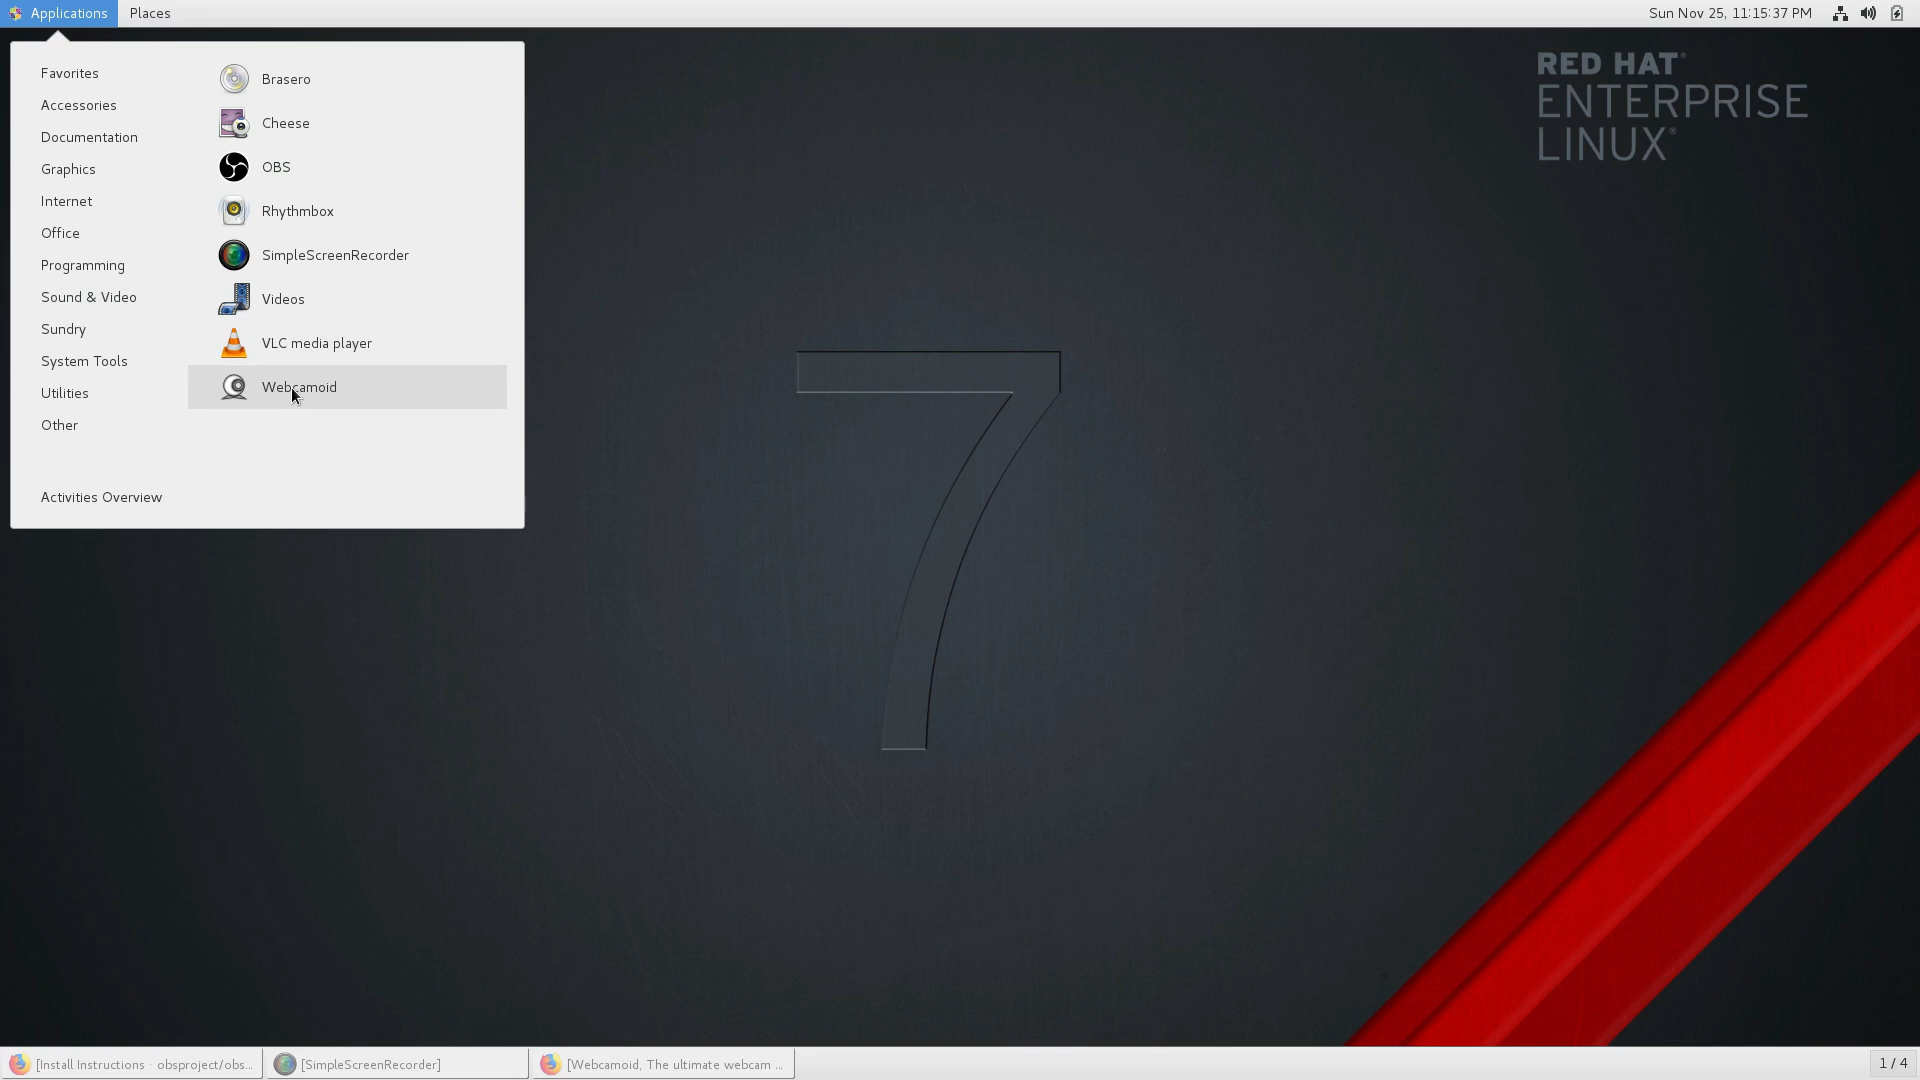 Applications Places Sun Nov 25, 11:15:37 PM
RED HAT®
ENTERPRISE
LINUX®
Favorites
Accessories
Documentation
Graphics
Internet
Office
Programming
Sound & Video
Sundry
System Tools
Utilities
Other
Activities Overview
Brasero
Cheese
OBS
Rhythmbox
SimpleScreenRecorder
Videos
VLC media player
Webcamoid
7
[Install Instructions · obsproject/obs... [SimpleScreenRecorder] [Webcamoid, The ultimate webcam ... 1 / 4